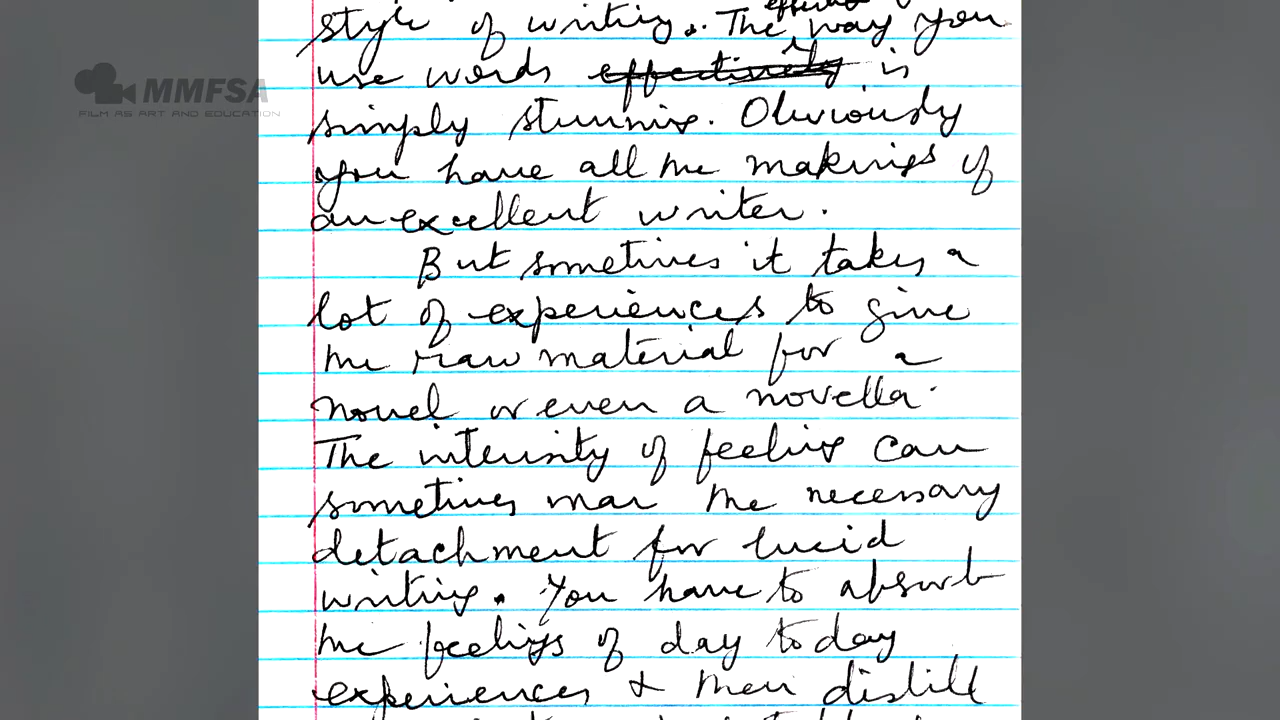 style of writing. The way you
MMFSA
FILM AS ART AND EDUCATION
use words effectively is
simply stunning. Obviously
you have all the makings of
an excellent writer.
But sometimes it takes a
lot of experiences to give
the raw material for a
novel or even a novella.
The intensity of feeling can
sometimes mar the necessary
detachment for lucid
writing. You have to absorb
the feelings of day to day
experiences & then distill